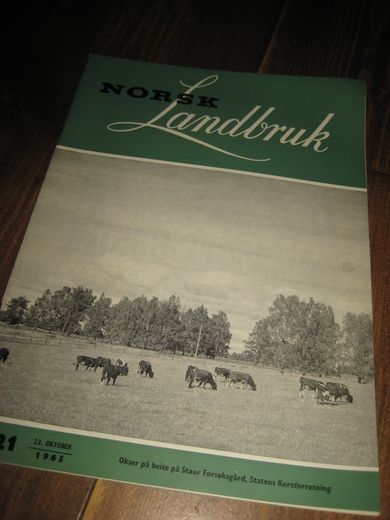 NORSK
Landbruk
21 22. OKTOBER
1965
Okser på beite på Staur Forsøksgård, Statens Kornforretning